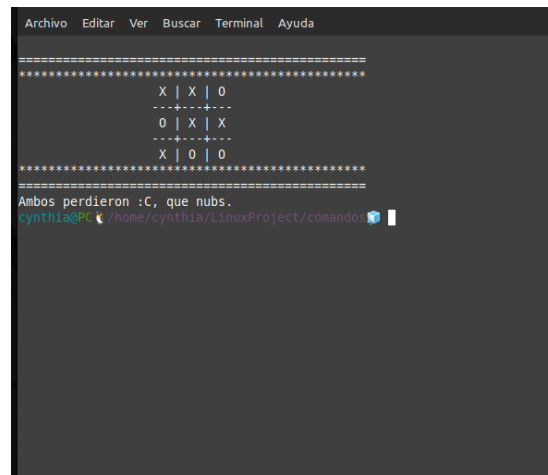 Archivo Editar Ver Buscar Terminal Ayuda
===============================================
***********************************************
X | X | O
---+---+---
O | X | X
---+---+---
X | O | O
***********************************************
===============================================
Ambos perdieron :C, que nubs.
cynthia@PC🐧/home/cynthia/LinuxProject/comandos🧊